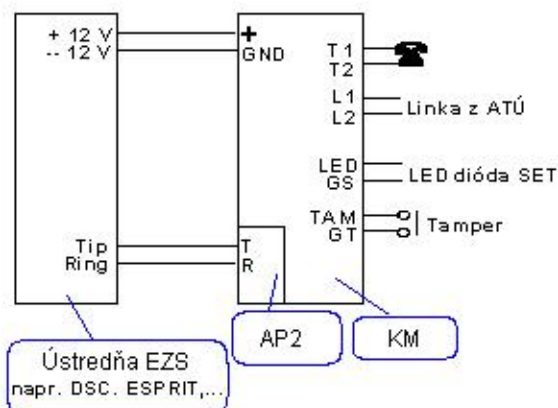 + 12 V
-- 12 V
+
GND
T1
T2
L1
L2
Linka z ATÚ
LED
GS
LED dióda SET
TAM
GT
Tamper
Tip
Ring
T
R
AP2
KM
Ústredňa EZS
napr. DSC. ESPRIT,...